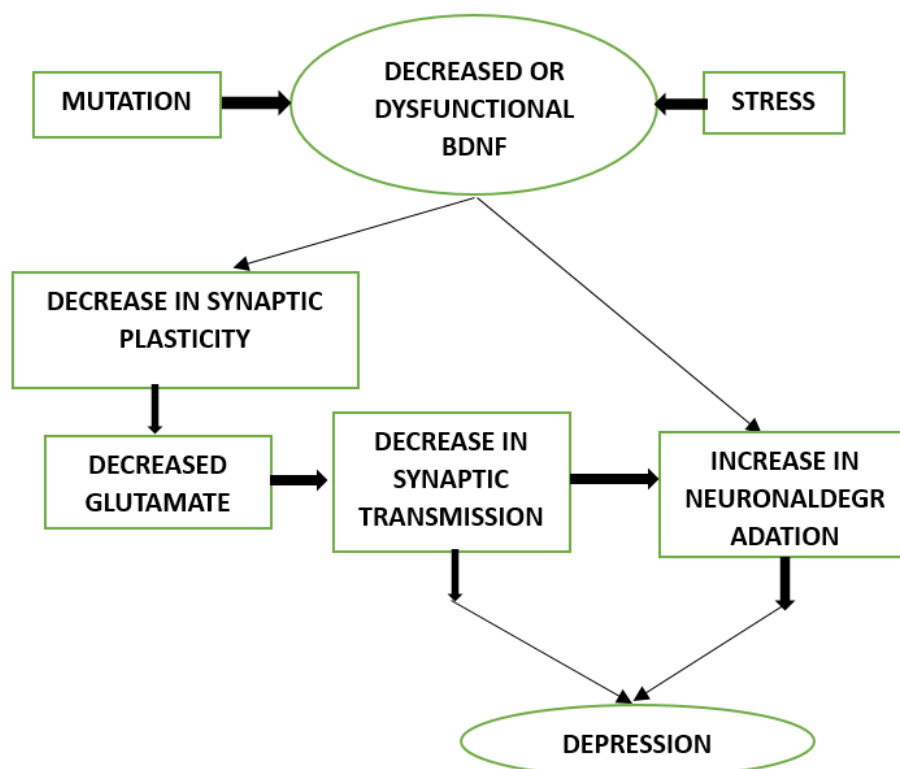 MUTATION
DECREASED OR
DYSFUNCTIONAL
BDNF
STRESS
DECREASE IN SYNAPTIC
PLASTICITY
DECREASED
GLUTAMATE
DECREASE IN
SYNAPTIC
TRANSMISSION
INCREASE IN
NEURONALDEGR
ADATION
DEPRESSION